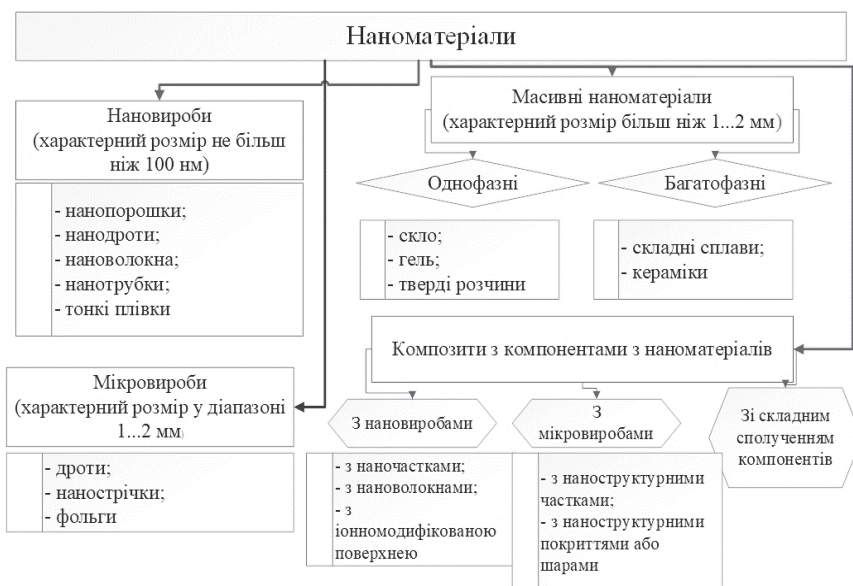 Наноматеріали
Нановироби
(характерний розмір не більш
ніж 100 нм)
- нанопорошки;
- нанодроти;
- нановолокна;
- нанотрубки;
- тонкі плівки
Мікровироби
(характерний розмір у діапазоні
1...2 мм)
- дроти;
- нанострічки;
- фольги
Масивні наноматеріали
(характерний розмір більш ніж 1...2 мм)
Однофазні
- скло;
- гель;
- тверді розчини
Багатофазні
- складні сплави;
- кераміки
Композити з компонентами з наноматеріалів
З нановиробами
- з наночастками;
- з нановолокнами;
- з
іонномодифікованою
поверхнею
З
мікровиробами
- з наноструктурними
частками;
- з наноструктурними
покриттями або
шарами
Зі складним
сполученням
компонентів